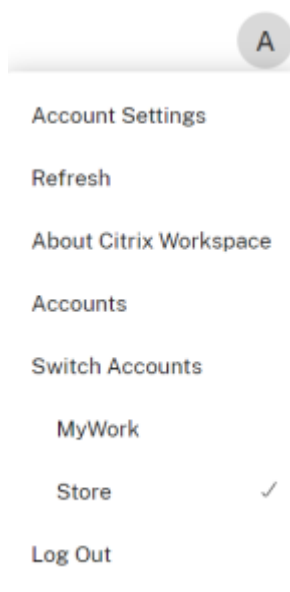 A
Account Settings
Refresh
About Citrix Workspace
Accounts
Switch Accounts
MyWork
Store
Log Out